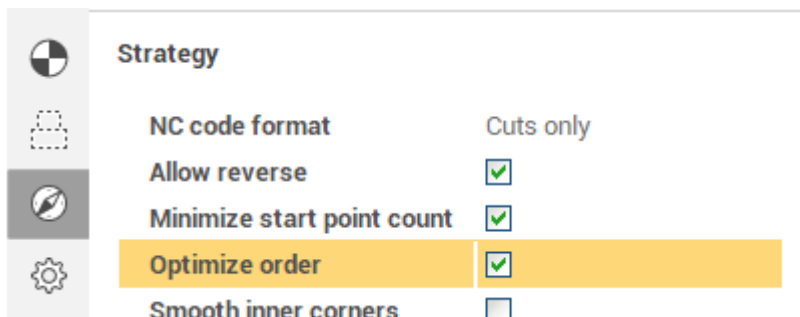 Strategy
NC code format Cuts only
Allow reverse
Minimize start point count
Optimize order
Smooth inner corners